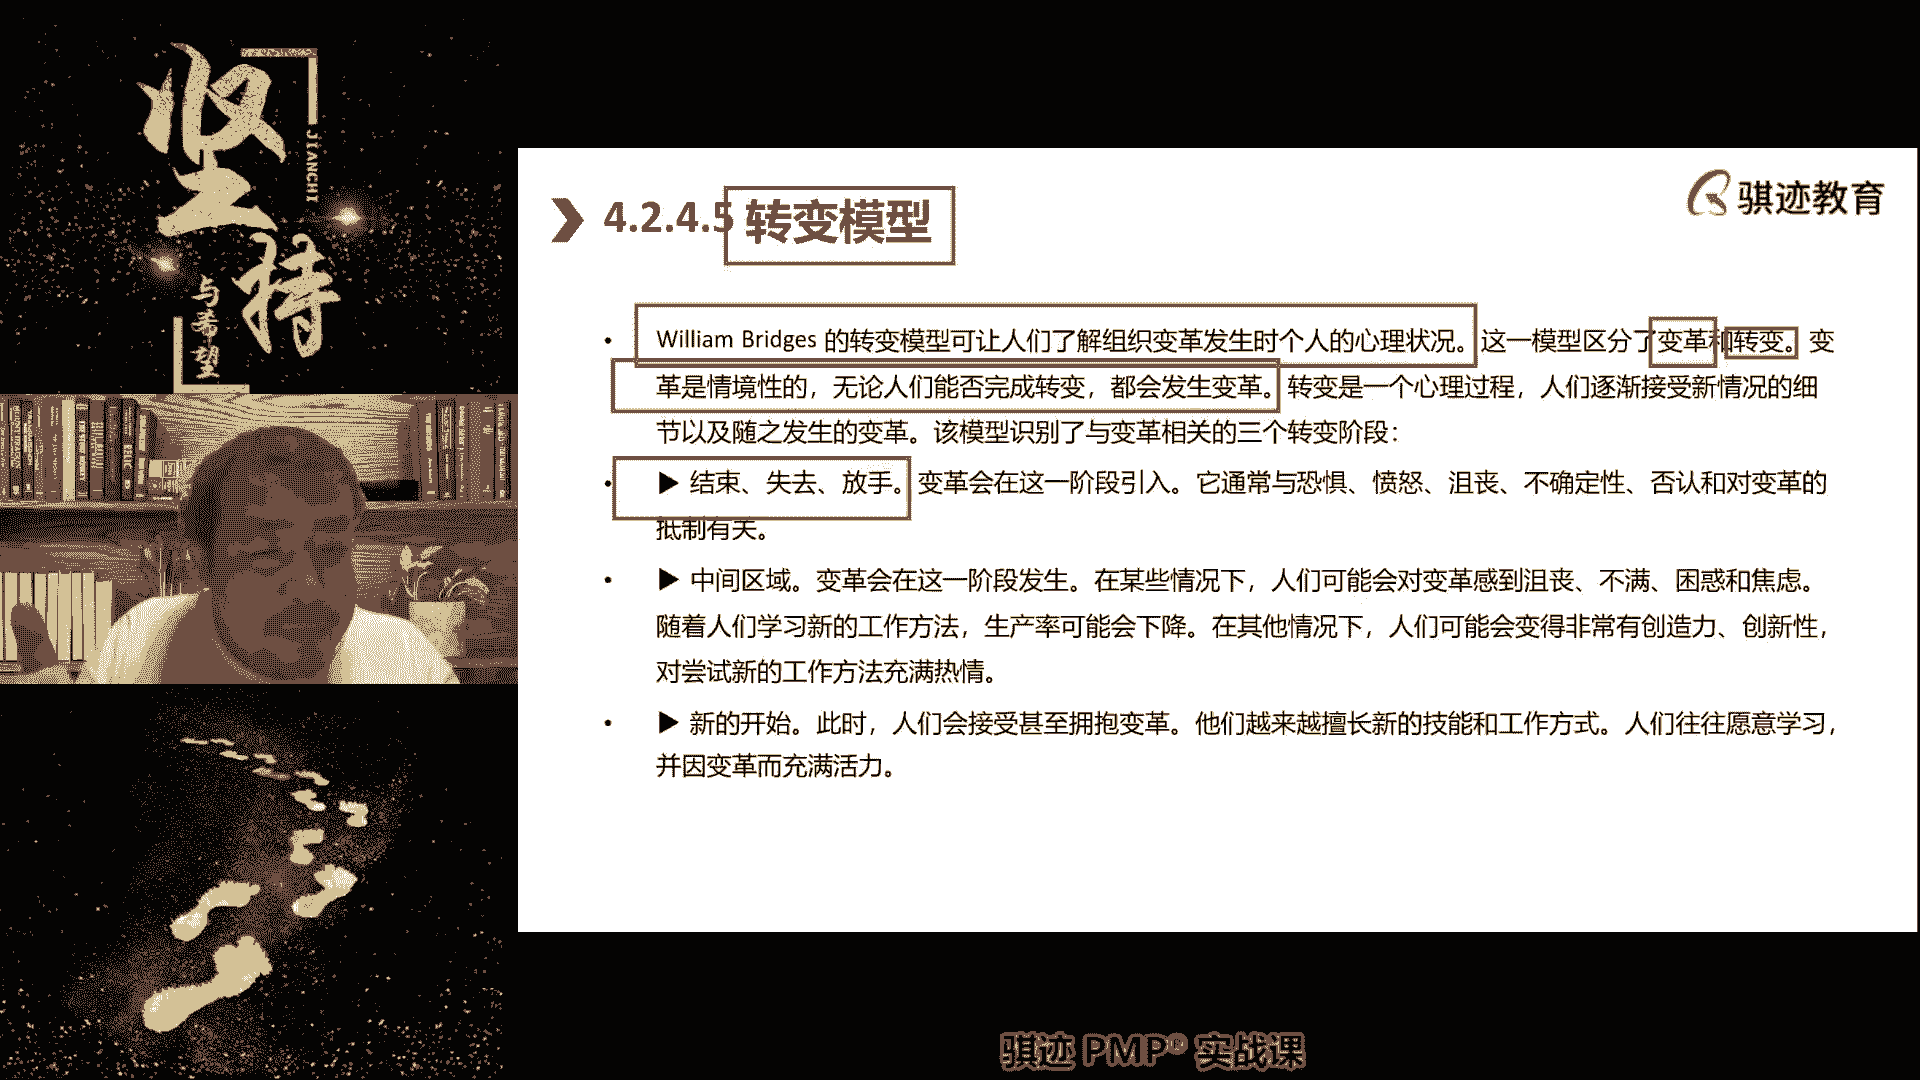 坚持
JIANCHI
与希望
骐迹教育
4.2.4.5 转变模型
• William Bridges 的转变模型可让人们了解组织变革发生时个人的心理状况。这一模型区分了变革和转变。变
革是情境性的，无论人们能否完成转变，都会发生变革。转变是一个心理过程，人们逐渐接受新情况的细
节以及随之发生的变革。该模型识别了与变革相关的三个转变阶段：
• ▶ 结束、失去、放手。变革会在这一阶段引入。它通常与恐惧、愤怒、沮丧、不确定性、否认和对变革的
抵制有关。
• ▶ 中间区域。变革会在这一阶段发生。在某些情况下，人们可能会对变革感到沮丧、不满、困惑和焦虑。
随着人们学习新的工作方法，生产率可能会下降。在其他情况下，人们可能会变得非常有创造力、创新性，
对尝试新的工作方法充满热情。
• ▶ 新的开始。此时，人们会接受甚至拥抱变革。他们越来越擅长新的技能和工作方式。人们往往愿意学习，
并因变革而充满活力。
骐迹 PMP® 实战课